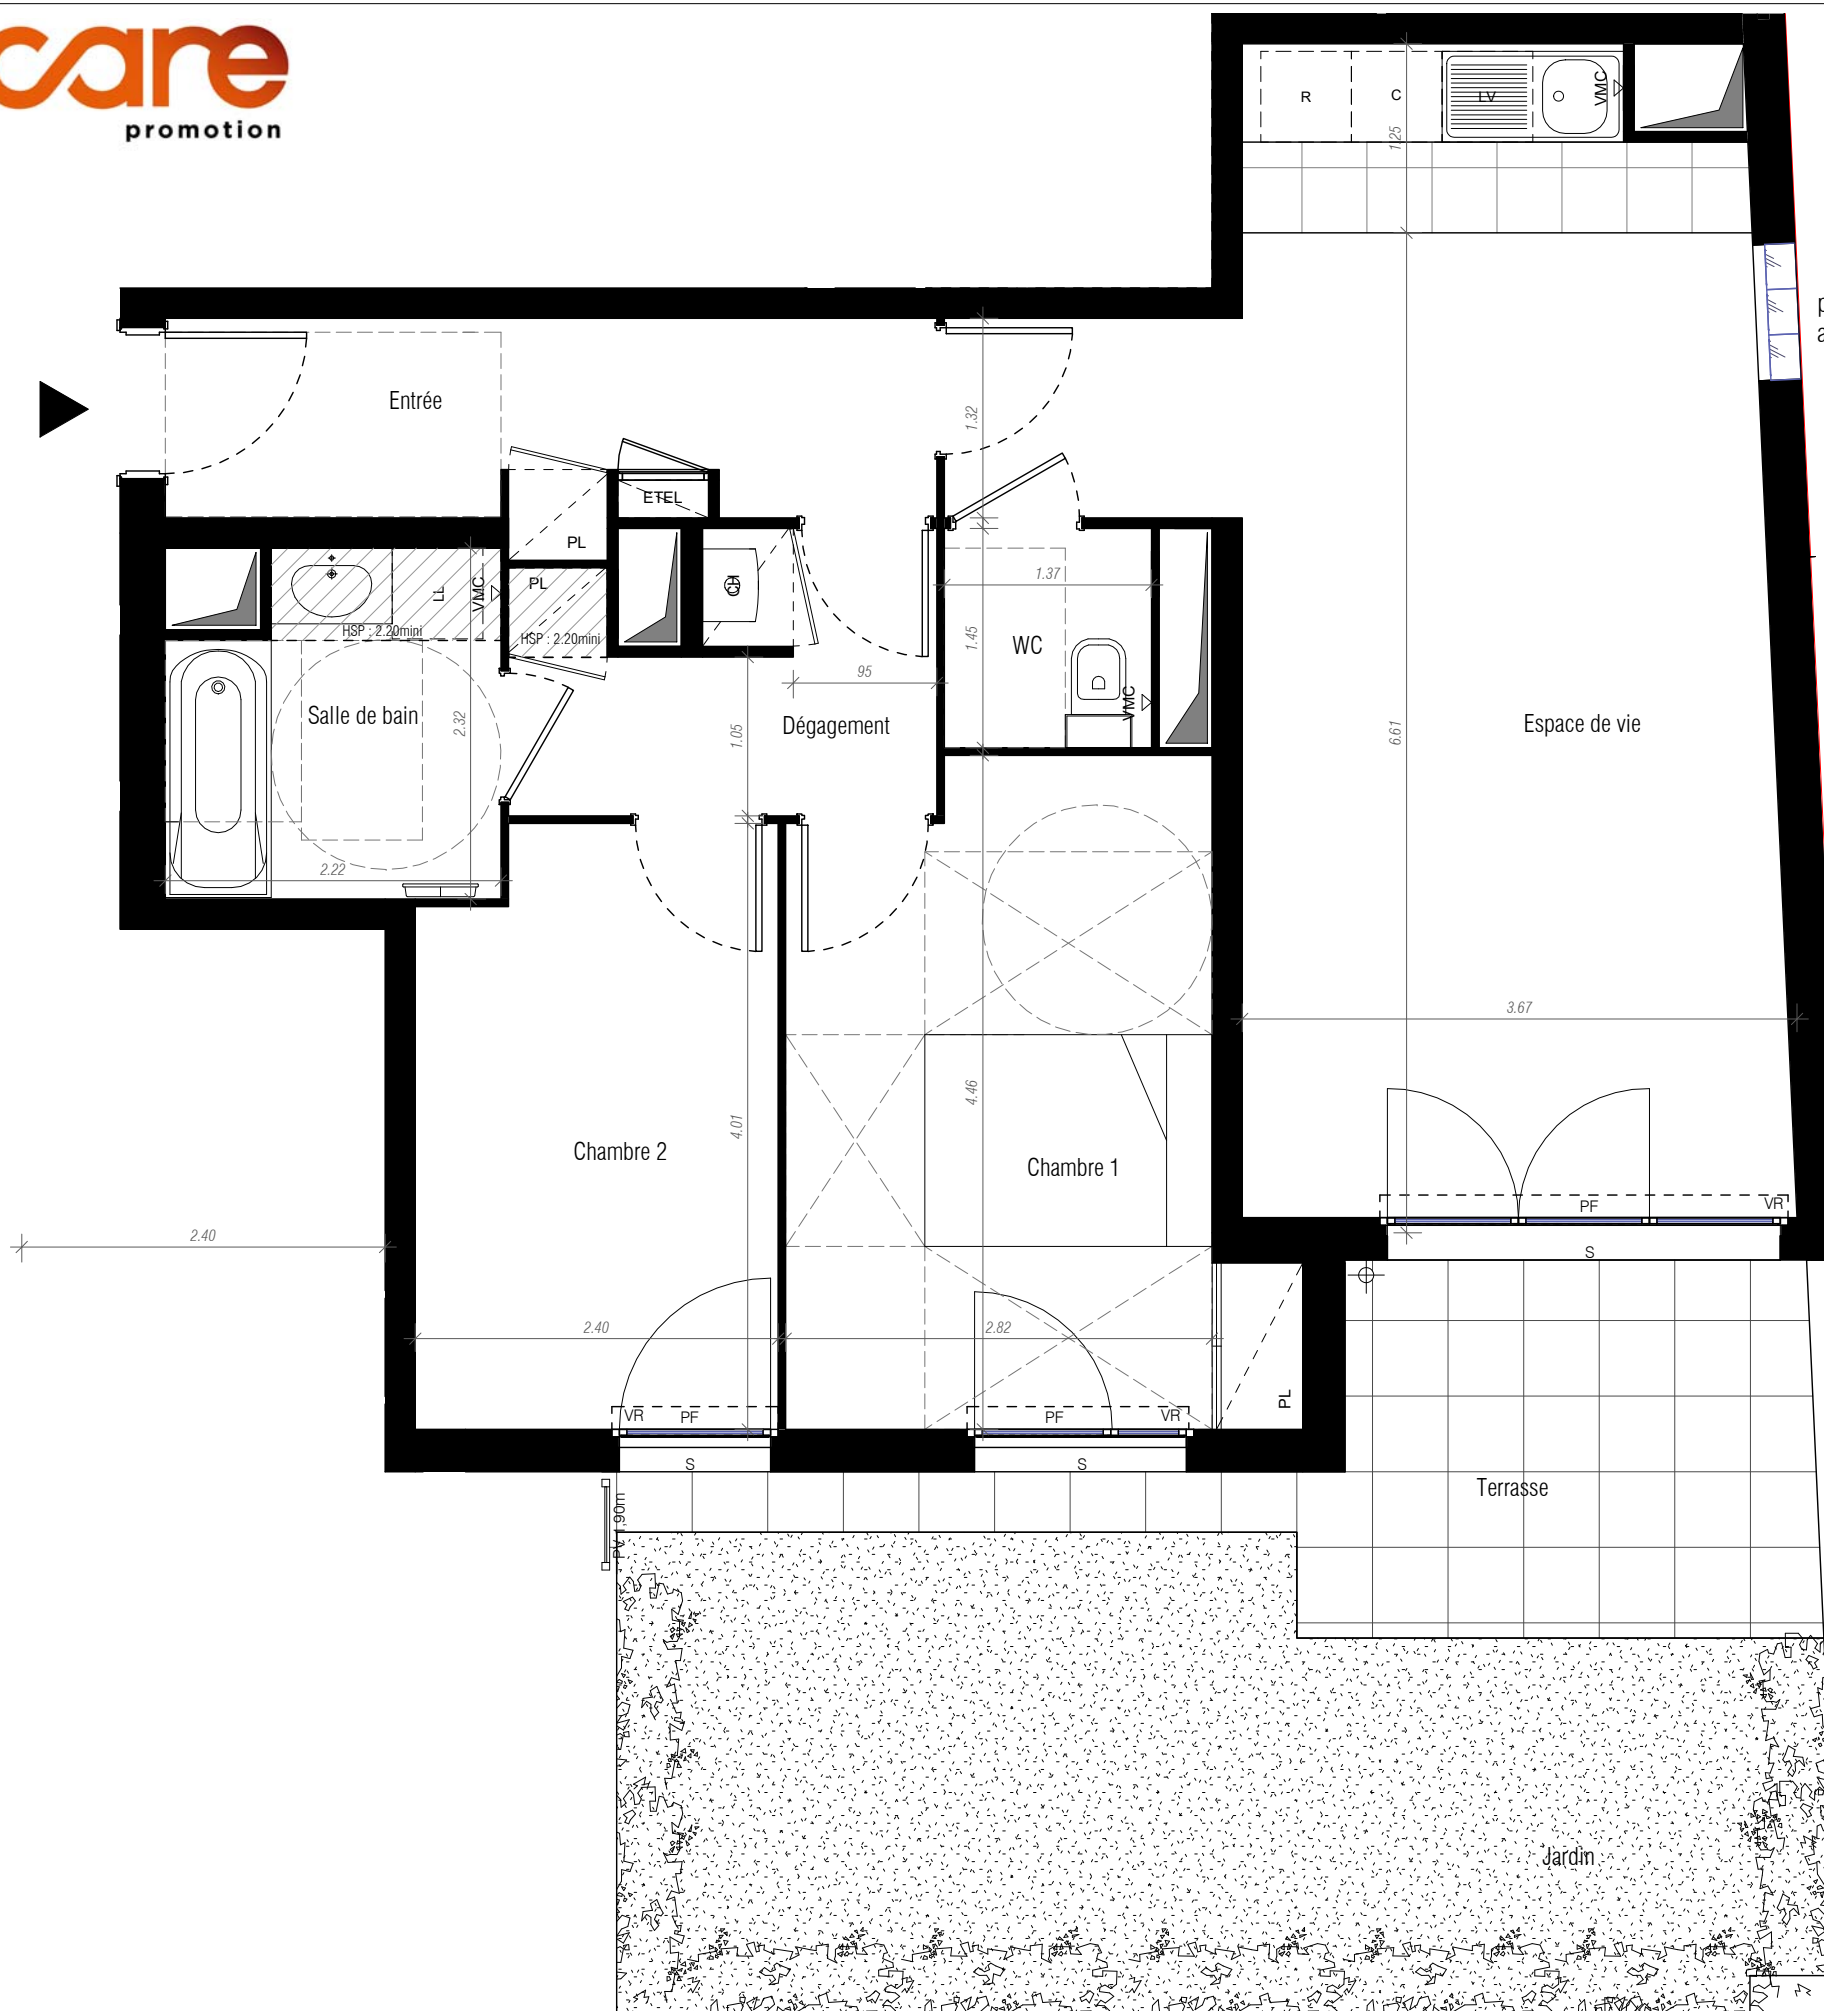 care
promotion
R
C
LV
VMC
1.25
p
a
Entrée
1.32
ETEL
PL
PL
CH
1.37
LL
VMC
HSP : 2.20mini
HSP : 2.20mini
1.45
WC
95
VMC
Salle de bain
2.32
1.05
Dégagement
6.61
Espace de vie
2.22
3.67
4.46
4.01
Chambre 2
Chambre 1
2.40
PF
VR
S
2.40
2.82
PL
VR
PF
PF
VR
S
S
Terrasse
PV 1,90m
Jardin